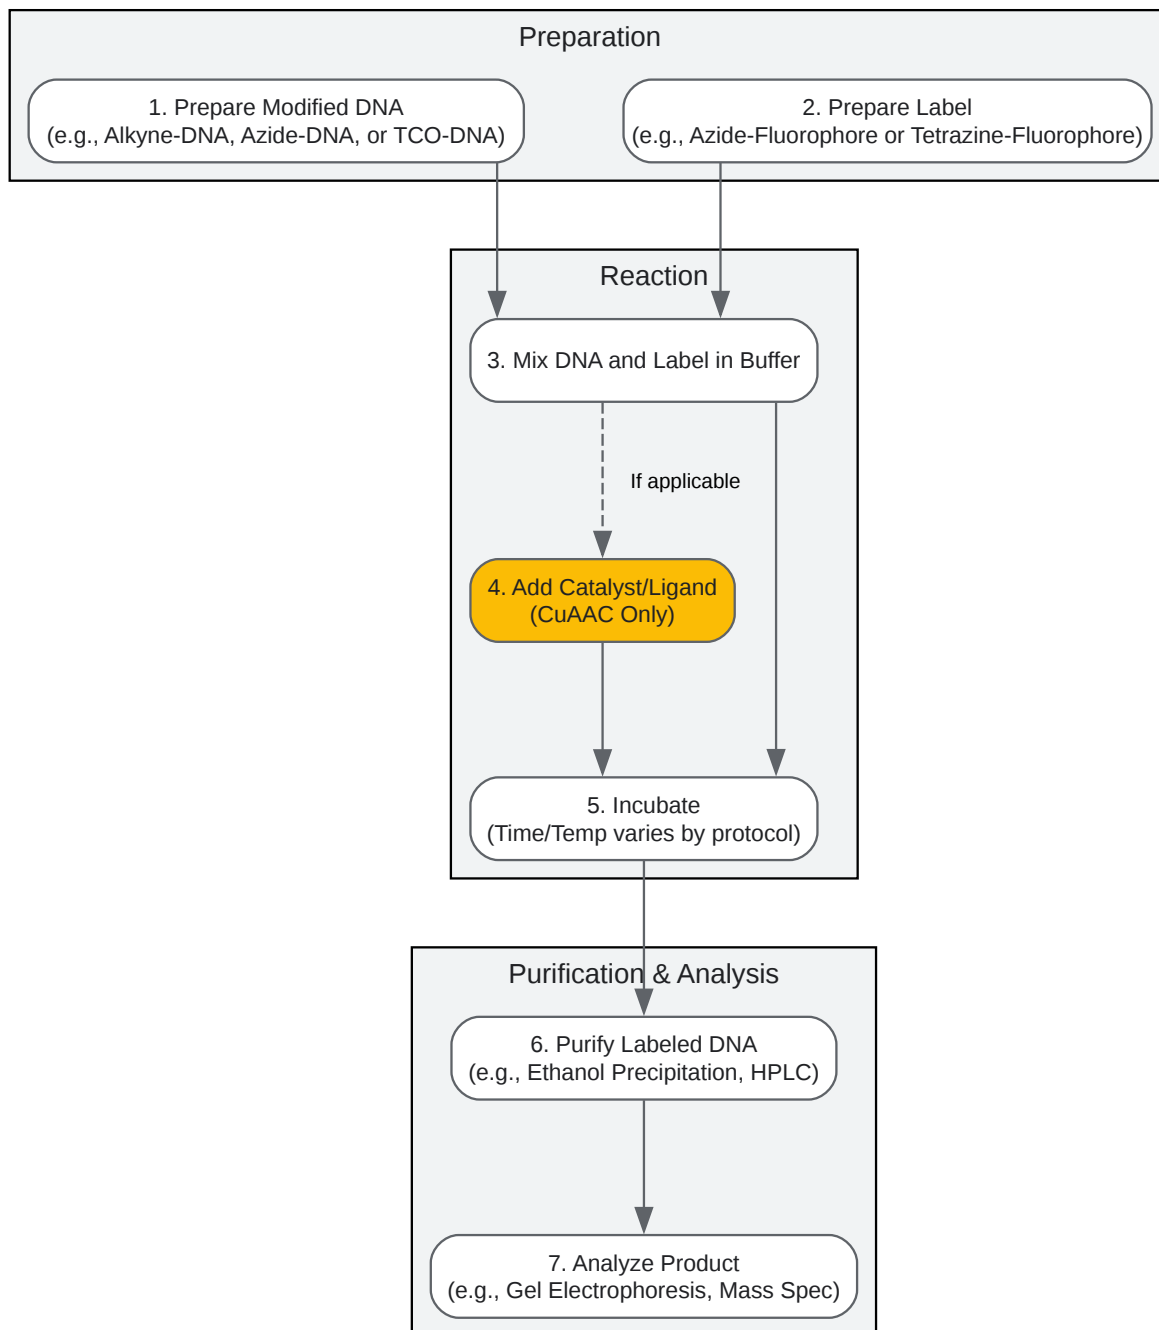 Preparation
1. Prepare Modified DNA
(e.g., Alkyne-DNA, Azide-DNA, or TCO-DNA)
2. Prepare Label
(e.g., Azide-Fluorophore or Tetrazine-Fluorophore)
Reaction
3. Mix DNA and Label in Buffer
If applicable
4. Add Catalyst/Ligand
(CuAAC Only)
5. Incubate
(Time/Temp varies by protocol)
Purification & Analysis
6. Purify Labeled DNA
(e.g., Ethanol Precipitation, HPLC)
7. Analyze Product
(e.g., Gel Electrophoresis, Mass Spec)